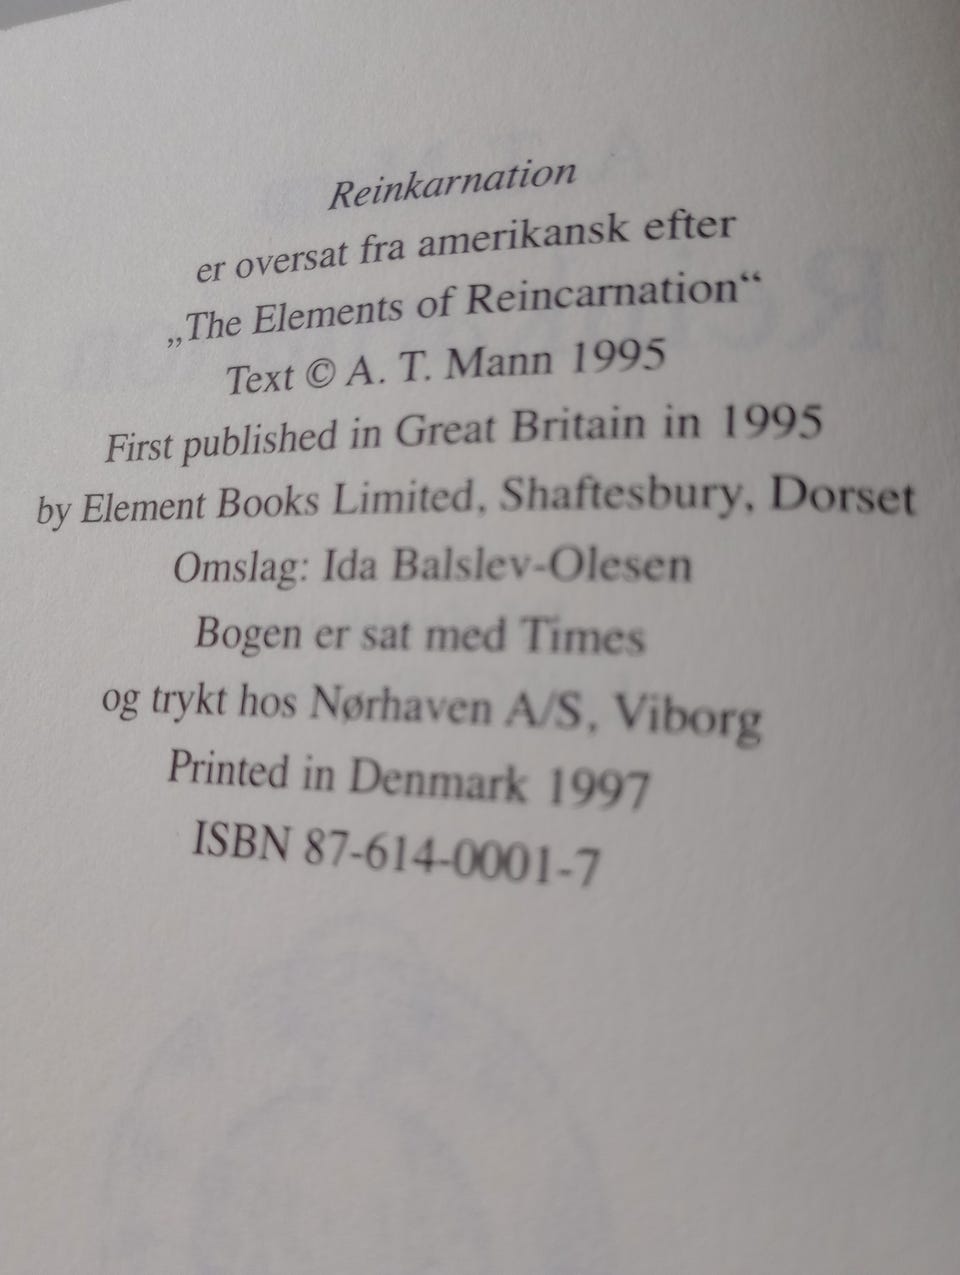 Reinkarnation
er oversat fra amerikansk efter
„The Elements of Reincarnation“
Text © A. T. Mann 1995
First published in Great Britain in 1995
by Element Books Limited, Shaftesbury, Dorset
Omslag: Ida Balslev-Olesen
Bogen er sat med Times
og trykt hos Nørhaven A/S, Viborg
Printed in Denmark 1997
ISBN 87-614-0001-7